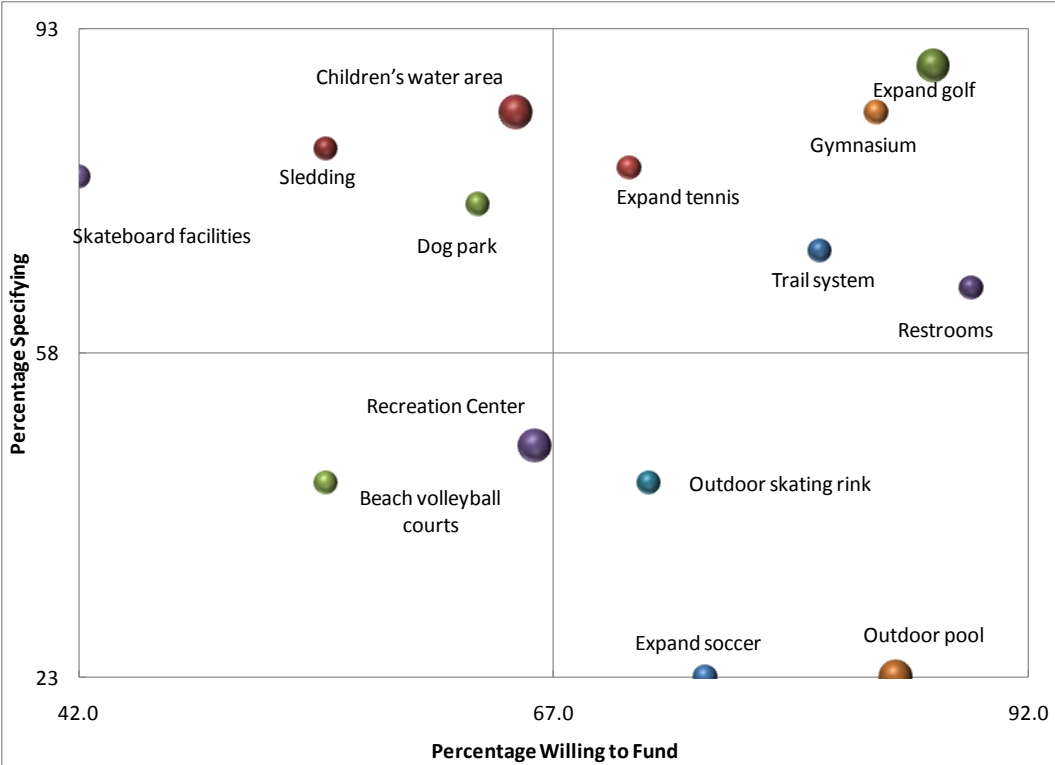 93
Children’s water area
Expand golf
Gymnasium
Sledding
Expand tennis
Skateboard facilities
Dog park
Trail system
Restrooms
Percentage Specifying
58
Recreation Center
Outdoor skating rink
Beach volleyball
courts
Expand soccer
Outdoor pool
23
42.0
67.0
92.0
Percentage Willing to Fund